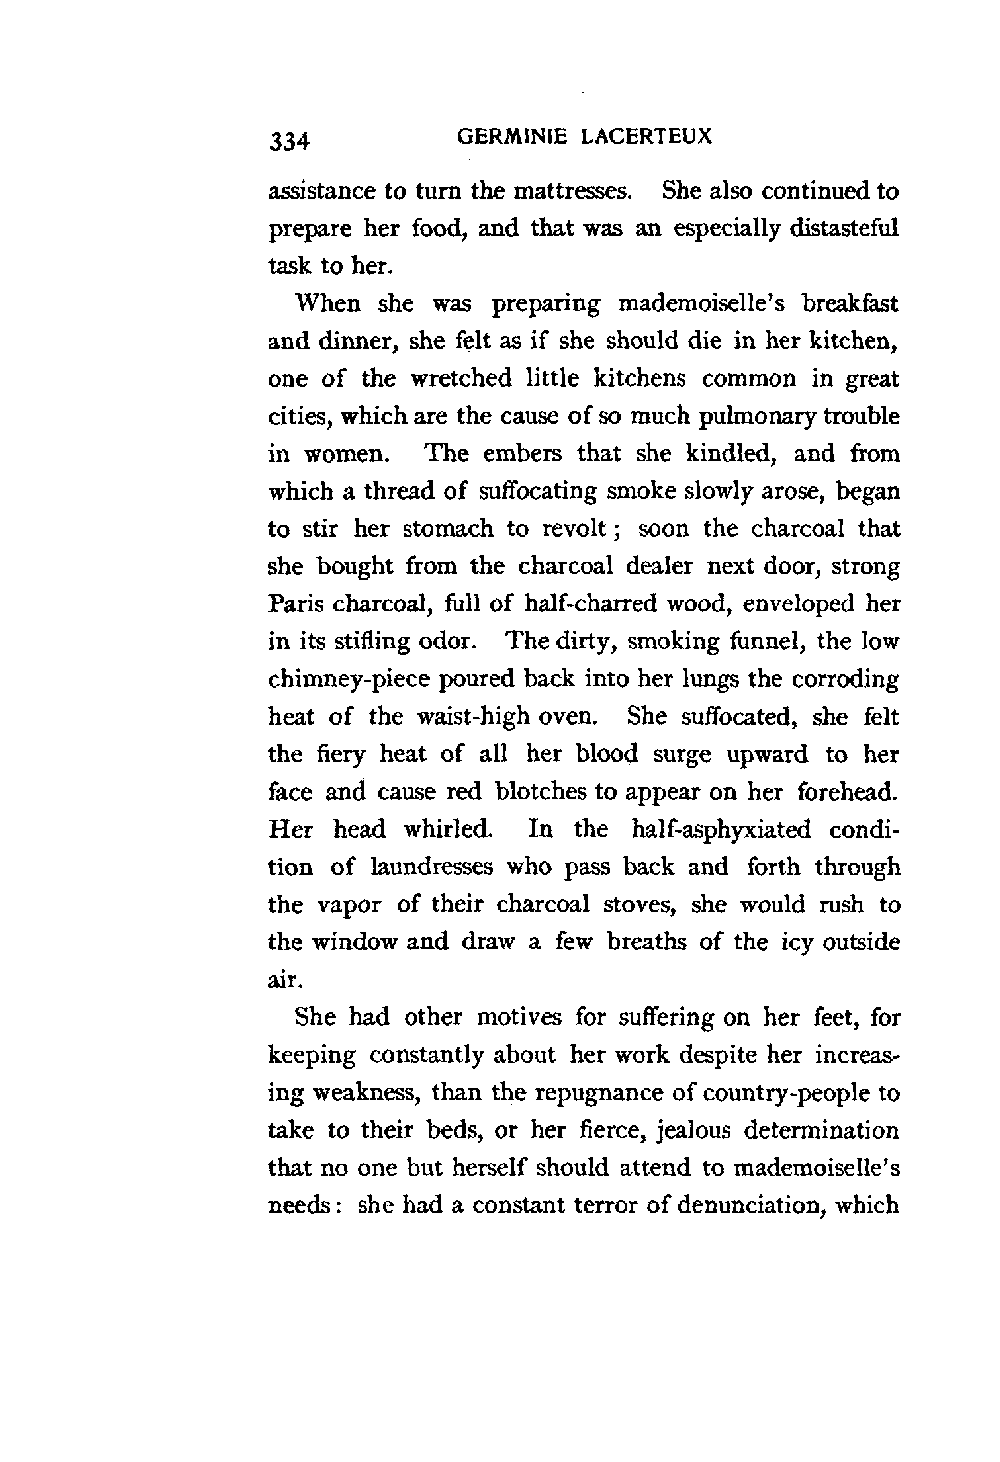 334 GERMINIE LACERTEUX
assistance to turn the mattresses. She also continued to
prepare her food, and that was an especially distasteful
task to her.
When she was preparing mademoiselle's breakfast
and dinner, she felt as if she should die in her kitchen,
one of the wretched little kitchens common in great
cities, which are the cause of so much pulmonary trouble
in women. The embers that she kindled, and from
which a thread of suffocating smoke slowly arose, began
to stir her stomach to revolt; soon the charcoal that
she bought from the charcoal dealer next door, strong
Paris charcoal, full of half-charred wood, enveloped her
in its stifling odor. The dirty, smoking funnel, the low
chimney-piece poured back into her lungs the corroding
heat of the waist-high oven. She suffocated, she felt
the fiery heat of all her blood surge upward to her
face and cause red blotches to appear on her forehead.
Her head whirled. In the half-asphyxiated condi-
tion of laundresses who pass back and forth through
the vapor of their charcoal stoves, she would rush to
the window and draw a few breaths of the icy outside
air.
She had other motives for suffering on her feet, for
keeping constantly about her work despite her increas-
ing weakness, than the repugnance of country-people to
take to their beds, or her fierce, jealous determination
that no one but herself should attend to mademoiselle's
needs: she had a constant terror of denunciation, which